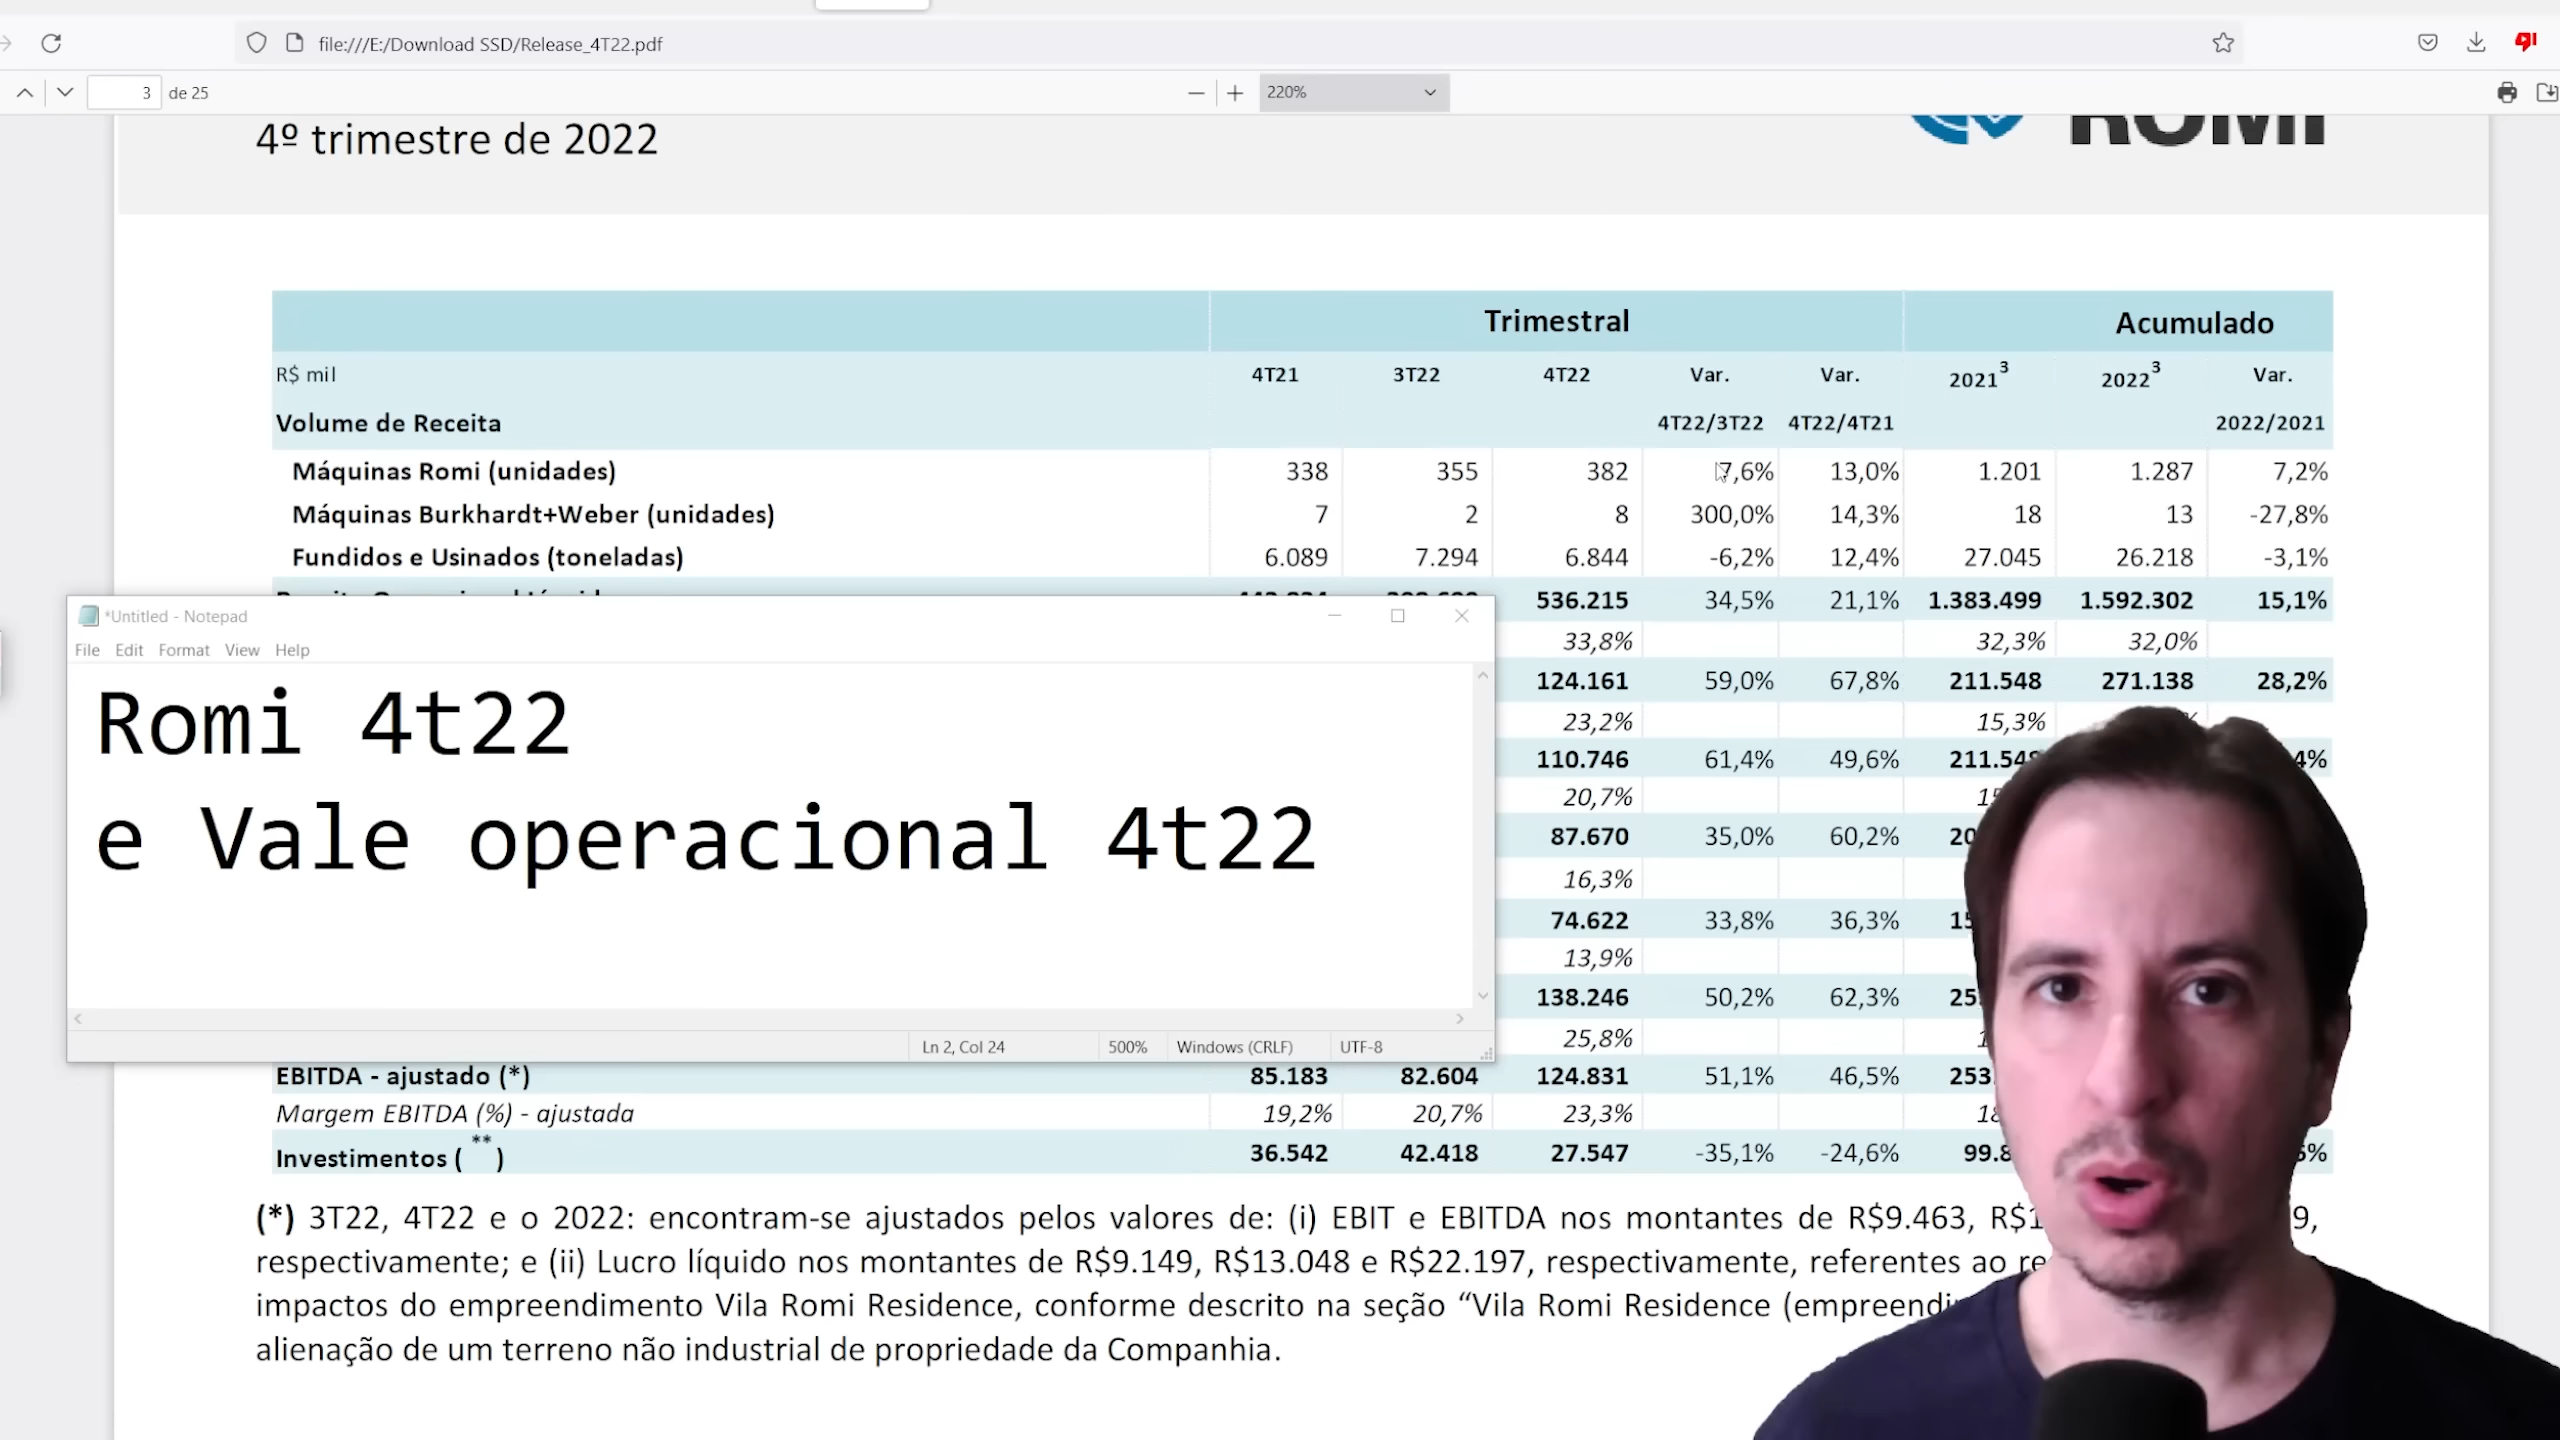 file:///E:/Download SSD/Release_4T22.pdf
3 de 25
220%
4º trimestre de 2022
ROMI
Trimestral Acumulado
R$ mil 4T21 3T22 4T22 Var. Var. 2021³ 2022³ Var.
Volume de Receita 4T22/3T22 4T22/4T21 2022/2021
Máquinas Romi (unidades) 338 355 382 7,6% 13,0% 1.201 1.287 7,2%
Máquinas Burkhardt+Weber (unidades) 7 2 8 300,0% 14,3% 18 13 -27,8%
Fundidos e Usinados (toneladas) 6.089 7.294 6.844 -6,2% 12,4% 27.045 26.218 -3,1%
536.215 34,5% 21,1% 1.383.499 1.592.302 15,1%
*Untitled - Notepad
File Edit Format View Help
33,8% 32,3% 32,0%
124.161 59,0% 67,8% 211.548 271.138 28,2%
Romi 4t22
23,2% 15,3%
110.746 61,4% 49,6%
20,7%
e Vale operacional 4t22
87.670 35,0% 60,2%
16,3%
74.622 33,8% 36,3%
13,9%
138.246 50,2% 62,3%
25,8%
Ln 2, Col 24 500% Windows (CRLF) UTF-8
EBITDA - ajustado (*) 85.183 82.604 124.831 51,1% 46,5%
Margem EBITDA (%) - ajustada 19,2% 20,7% 23,3%
Investimentos (**) 36.542 42.418 27.547 -35,1% -24,6%
(*) 3T22, 4T22 e o 2022: encontram-se ajustados pelos valores de: (i) EBIT e EBITDA nos montantes de R$9.463,
respectivamente; e (ii) Lucro líquido nos montantes de R$9.149, R$13.048 e R$22.197, respectivamente, referentes ao
impactos do empreendimento Vila Romi Residence, conforme descrito na seção “Vila Romi Residence
alienação de um terreno não industrial de propriedade da Companhia.